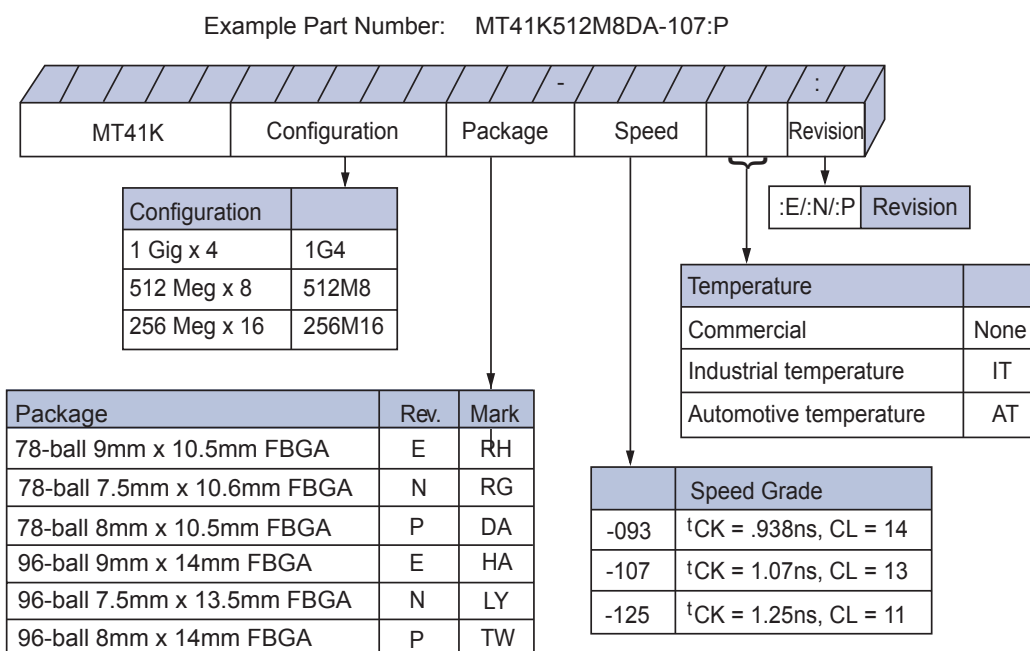 Example Part Number: MT41K512M8DA-107:P
- :
MT41K Configuration Package Speed Revision
:E/:N/:P Revision
Configuration
1 Gig x 4 1G4
512 Meg x 8 512M8
256 Meg x 16 256M16
Temperature
Commercial None
Industrial temperature IT
Automotive temperature AT
Package Rev. Mark
78-ball 9mm x 10.5mm FBGA E RH
78-ball 7.5mm x 10.6mm FBGA N RG
78-ball 8mm x 10.5mm FBGA P DA
96-ball 9mm x 14mm FBGA E HA
96-ball 7.5mm x 13.5mm FBGA N LY
96-ball 8mm x 14mm FBGA P TW
Speed Grade
-093 tCK = .938ns, CL = 14
-107 tCK = 1.07ns, CL = 13
-125 tCK = 1.25ns, CL = 11